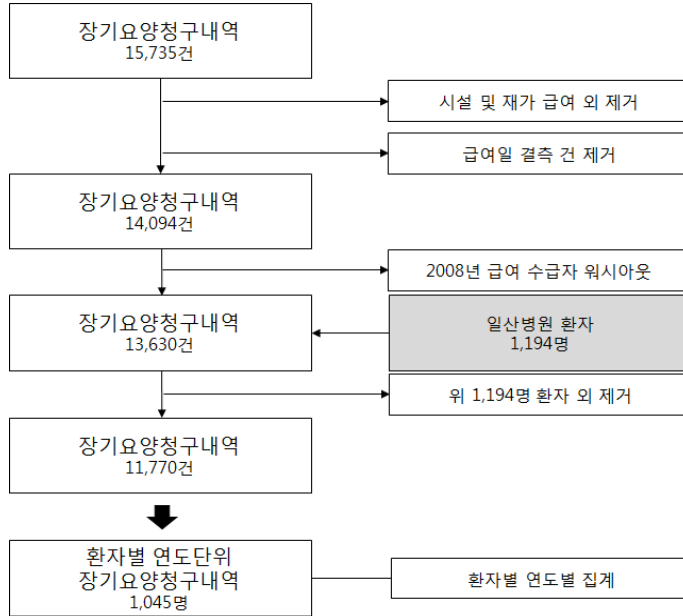 장기요양청구내역
15,735건
시설 및 재가 급여 외 제거
급여일 결측 건 제거
장기요양청구내역
14,094건
2008년 급여 수급자 워시아웃
장기요양청구내역
13,630건
일산병원 환자
1,194명
위 1,194명 환자 외 제거
장기요양청구내역
11,770건
환자별 연도단위
장기요양청구내역
1,045명
환자별 연도별 집계